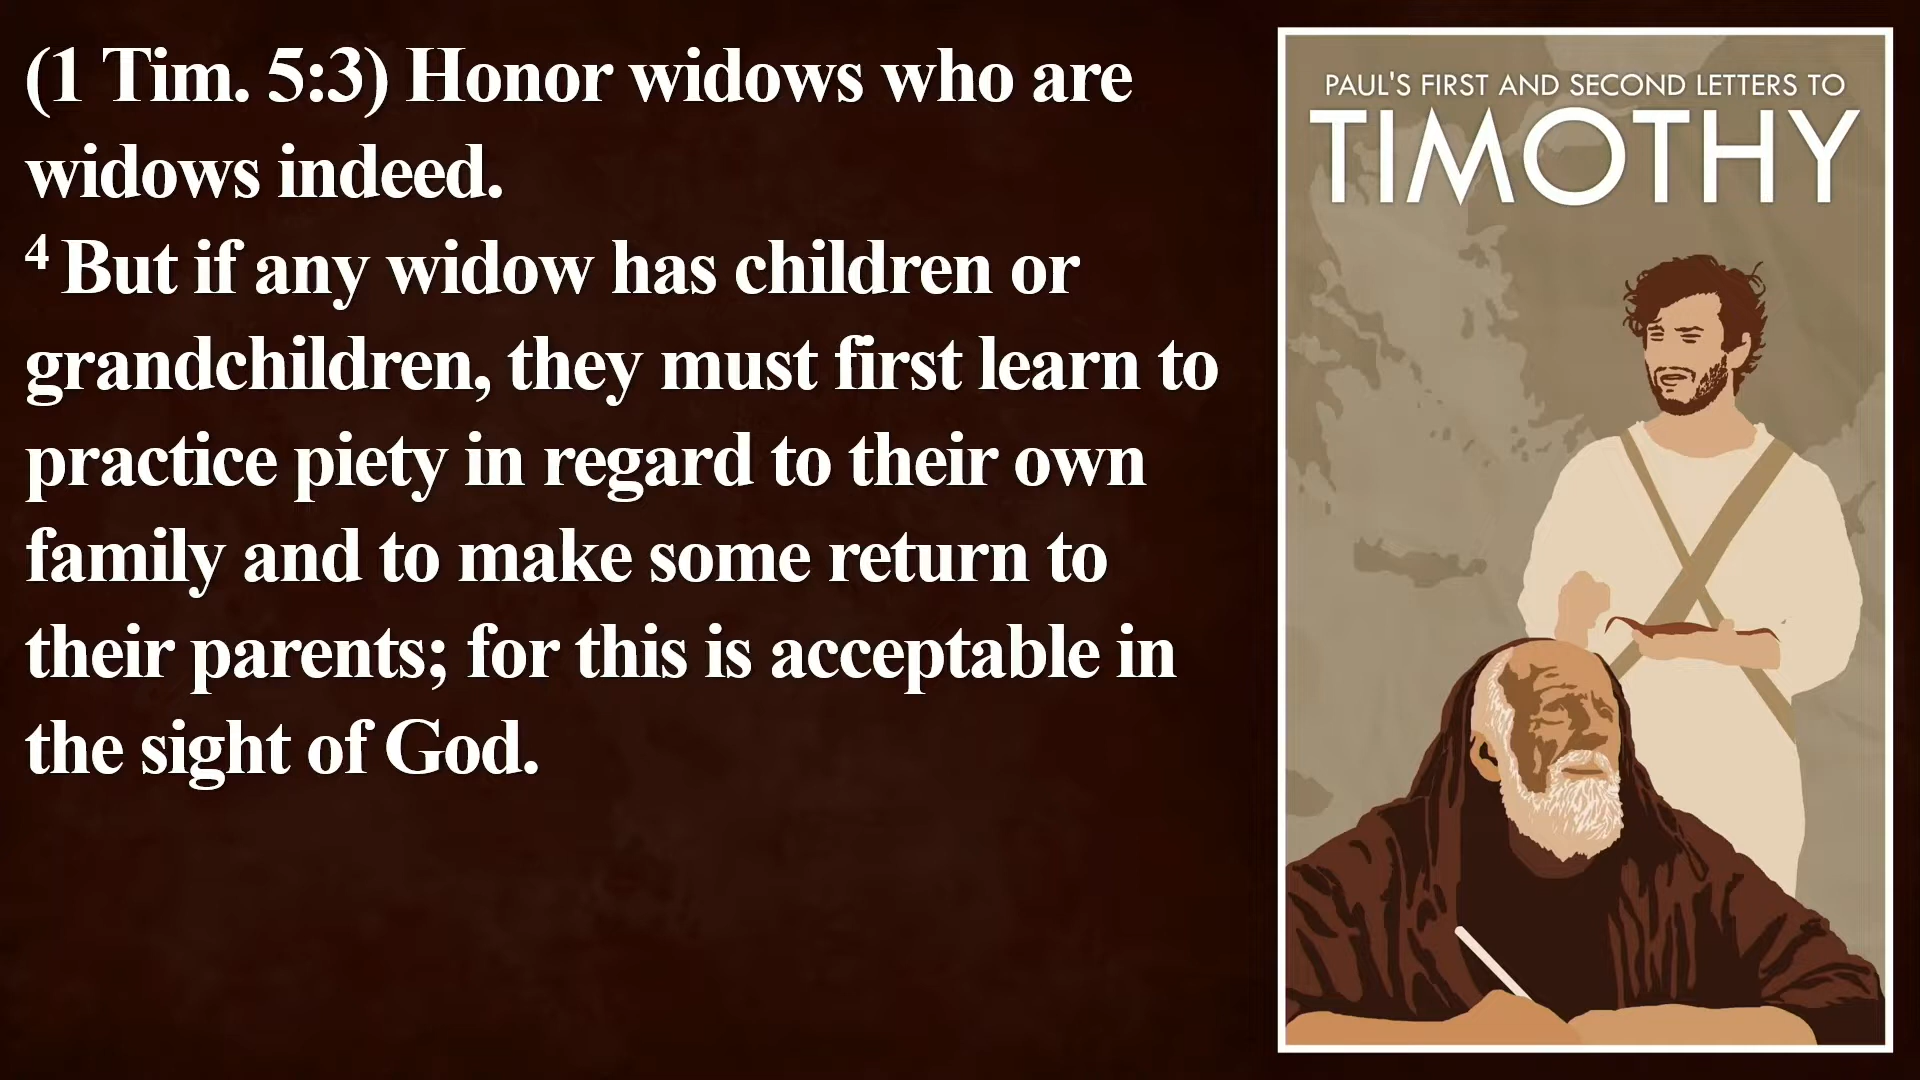 (1 Tim. 5:3) Honor widows who are
widows indeed.
4 But if any widow has children or
grandchildren, they must first learn to
practice piety in regard to their own
family and to make some return to
their parents; for this is acceptable in
the sight of God.
PAUL'S FIRST AND SECOND LETTERS TO
TIMOTHY